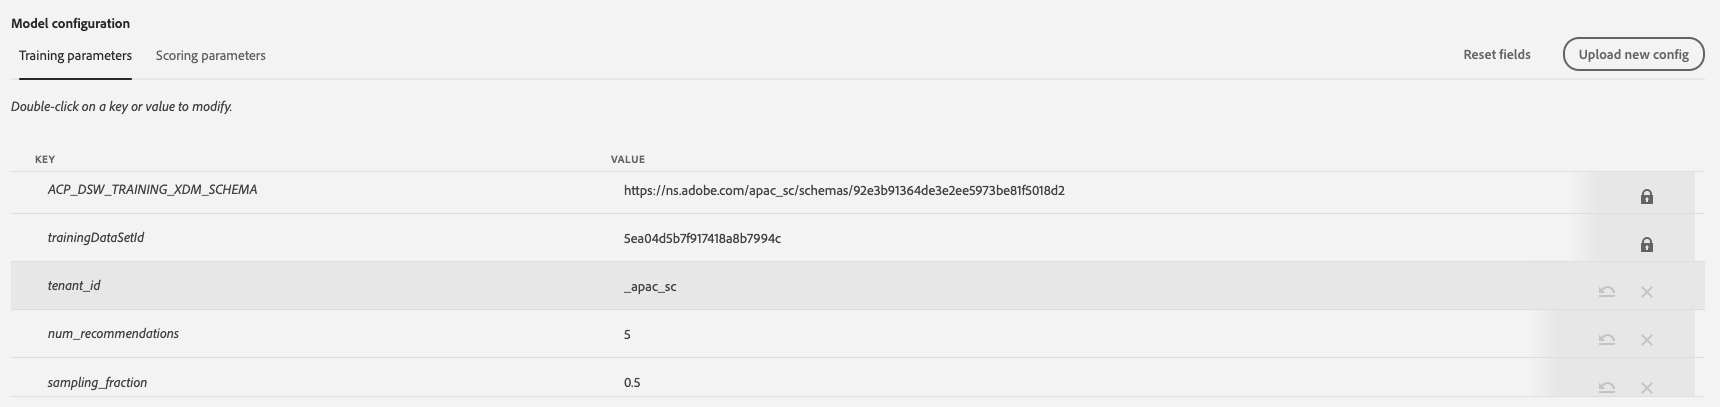 Model configuration
Training parameters
Scoring parameters
Reset fields
Upload new config
Double-click on a key or value to modify.
KEY
VALUE
ACP_DSW_TRAINING_XDM_SCHEMA
https://ns.adobe.com/apac_sc/schemas/92e3b91364de3e2ee5973be81f5018d2
trainingDataSetId
5ea04d5b7f917418a8b7994c
tenant_id
_apac_sc
num_recommendations
5
sampling_fraction
0.5